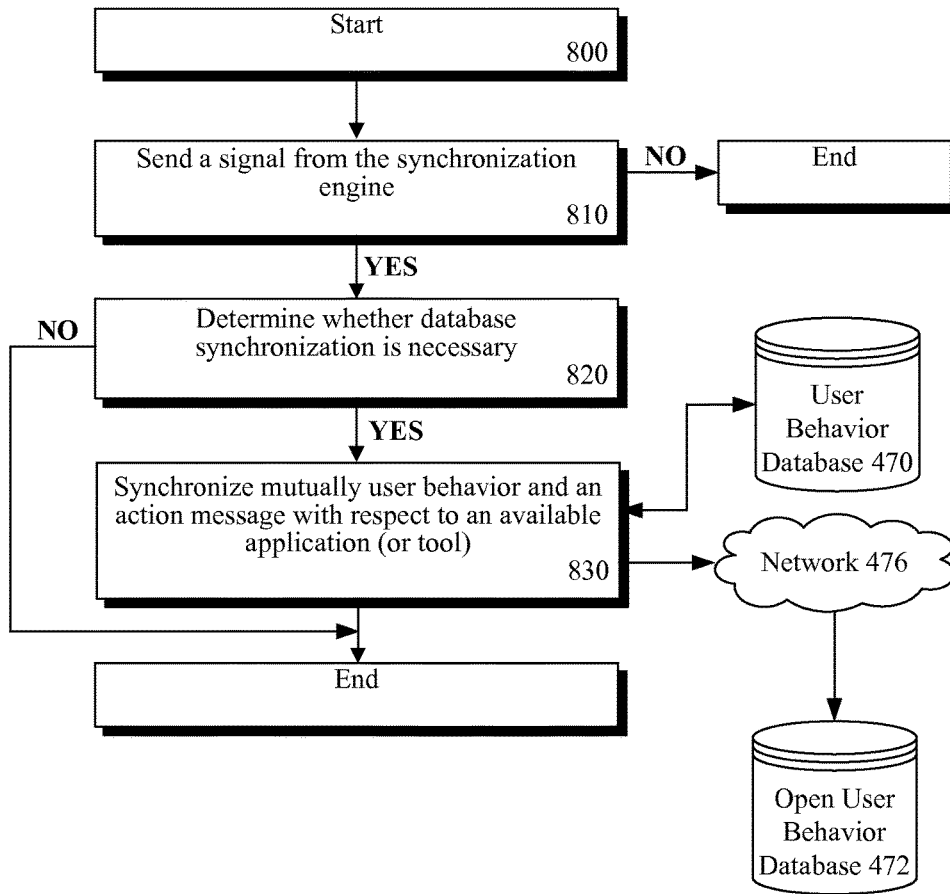 Start
800
Send a signal from the synchronization
engine
810
NO
End
YES
NO
Determine whether database
synchronization is necessary
820
YES
User
Behavior
Database 470
Synchronize mutually user behavior and an
action message with respect to an available
application (or tool)
830
Network 476
End
Open User
Behavior
Database 472